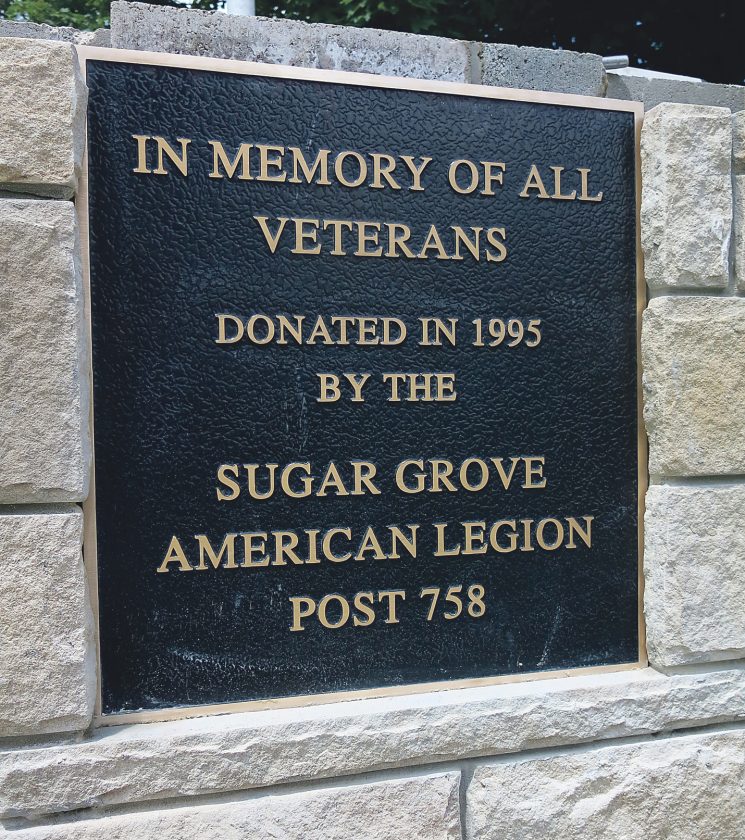 IN MEMORY OF ALL
VETERANS
DONATED IN 1995
BY THE
SUGAR GROVE
AMERICAN LEGION
POST 758